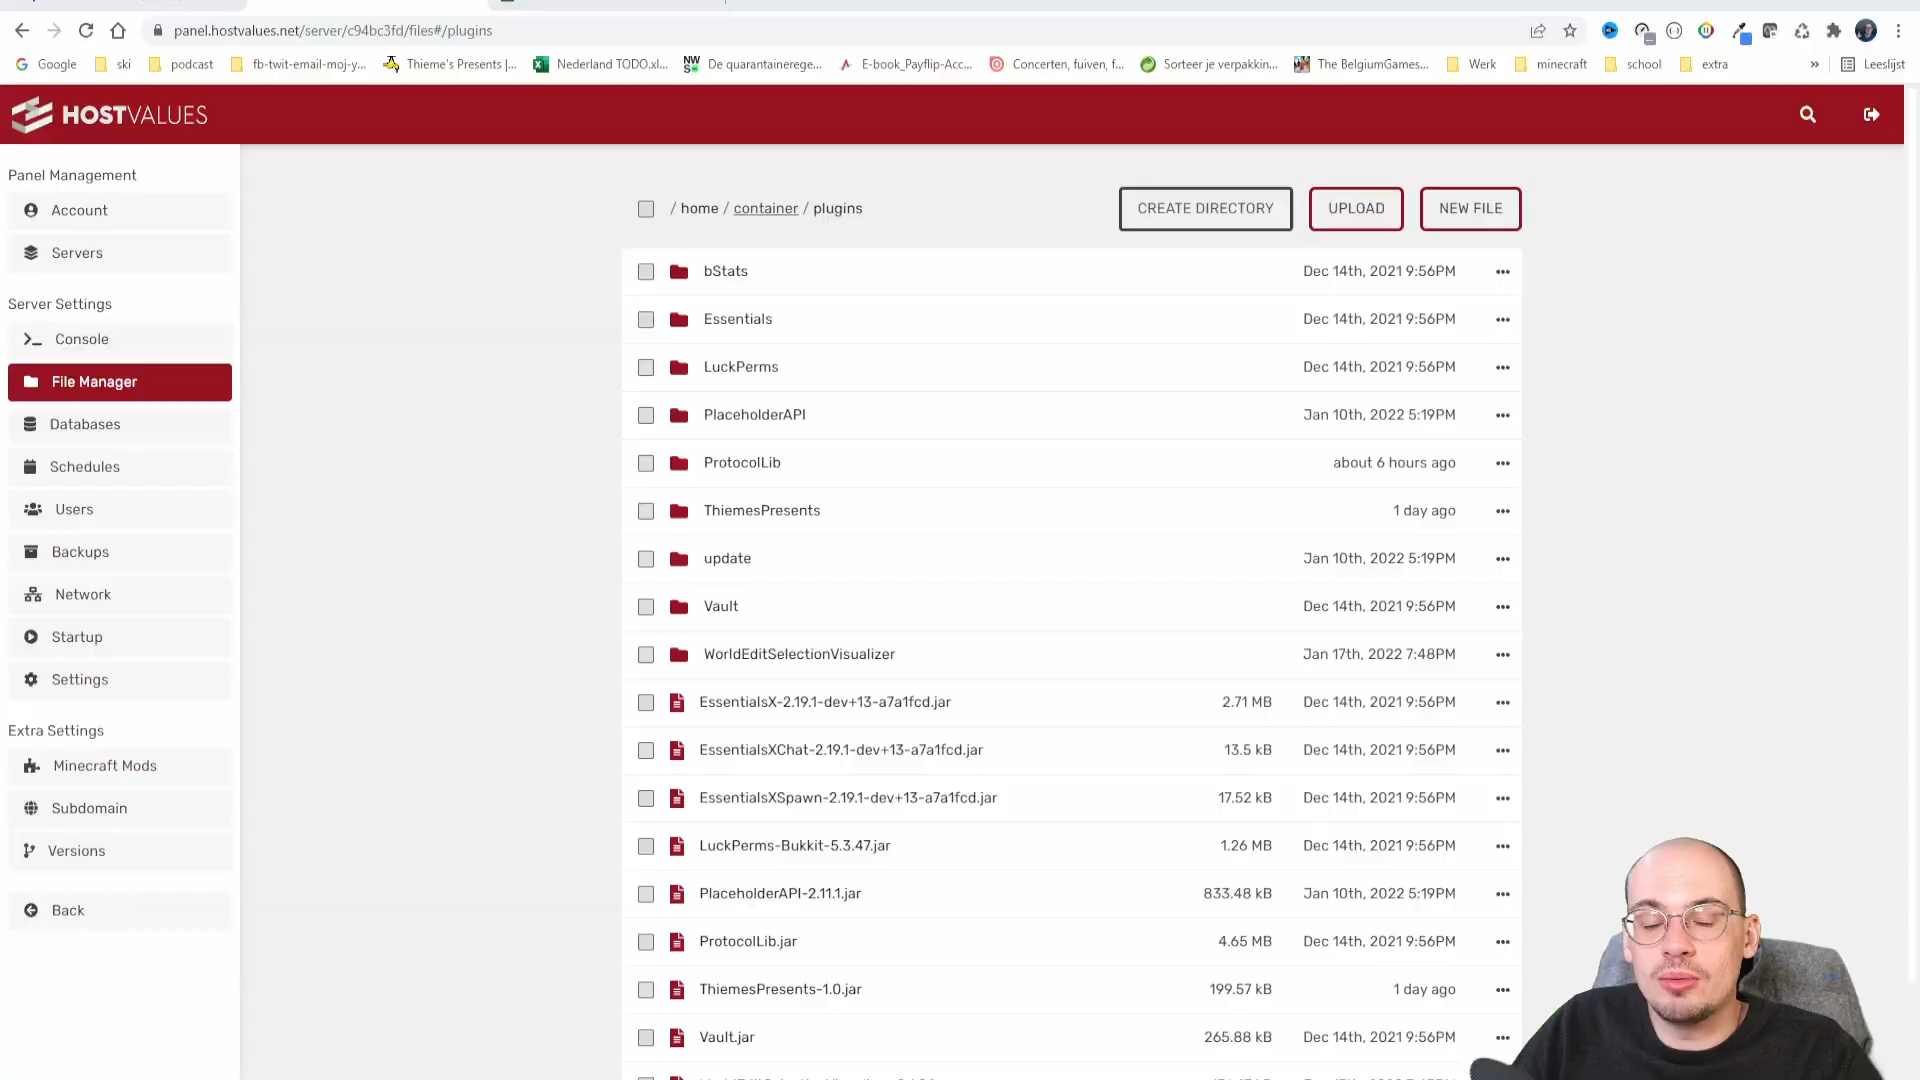 panel.hostvalues.net/server/c94bc3fd/files#/plugins
Google ski podcast fb-twit-email-moj-y... Thieme's Presents |... Nederland TODO.xl... De quarantainerege... E-book_Payflip-Acc... Concerten, fuiven, f... Sorteer je verpakkin... The BelgiumGames... Werk minecraft school extra » Leeslijst
HOSTVALUES
Panel Management
Account
Servers
Server Settings
Console
File Manager
Databases
Schedules
Users
Backups
Network
Startup
Settings
Extra Settings
Minecraft Mods
Subdomain
Versions
Back
/ home / container / plugins
CREATE DIRECTORY UPLOAD NEW FILE
bStats Dec 14th, 2021 9:56PM
Essentials Dec 14th, 2021 9:56PM
LuckPerms Dec 14th, 2021 9:56PM
PlaceholderAPI Jan 10th, 2022 5:19PM
ProtocolLib about 6 hours ago
ThiemesPresents 1 day ago
update Jan 10th, 2022 5:19PM
Vault Dec 14th, 2021 9:56PM
WorldEditSelectionVisualizer Jan 17th, 2022 7:48PM
EssentialsX-2.19.1-dev+13-a7a1fcd.jar 2.71 MB Dec 14th, 2021 9:56PM
EssentialsXChat-2.19.1-dev+13-a7a1fcd.jar 13.5 kB Dec 14th, 2021 9:56PM
EssentialsXSpawn-2.19.1-dev+13-a7a1fcd.jar 17.52 kB Dec 14th, 2021 9:56PM
LuckPerms-Bukkit-5.3.47.jar 1.26 MB Dec 14th, 2021 9:56PM
PlaceholderAPI-2.11.1.jar 833.48 kB Jan 10th, 2022 5:19PM
ProtocolLib.jar 4.65 MB Dec 14th, 2021 9:56PM
ThiemesPresents-1.0.jar 199.57 kB 1 day ago
Vault.jar 265.88 kB Dec 14th, 2021 9:56PM